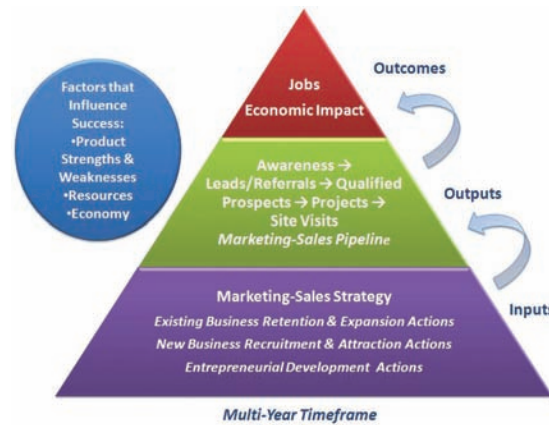 Factors that
Influence
Success:
•Product
Strengths &
Weaknesses
•Resources
•Economy
Jobs
Economic Impact
Outcomes
Awareness →
Leads/Referrals → Qualified
Prospects → Projects →
Site Visits
Marketing-Sales Pipeline
Outputs
Marketing-Sales Strategy
Existing Business Retention & Expansion Actions
New Business Recruitment & Attraction Actions
Entrepreneurial Development Actions
Inputs
Multi-Year Timeframe